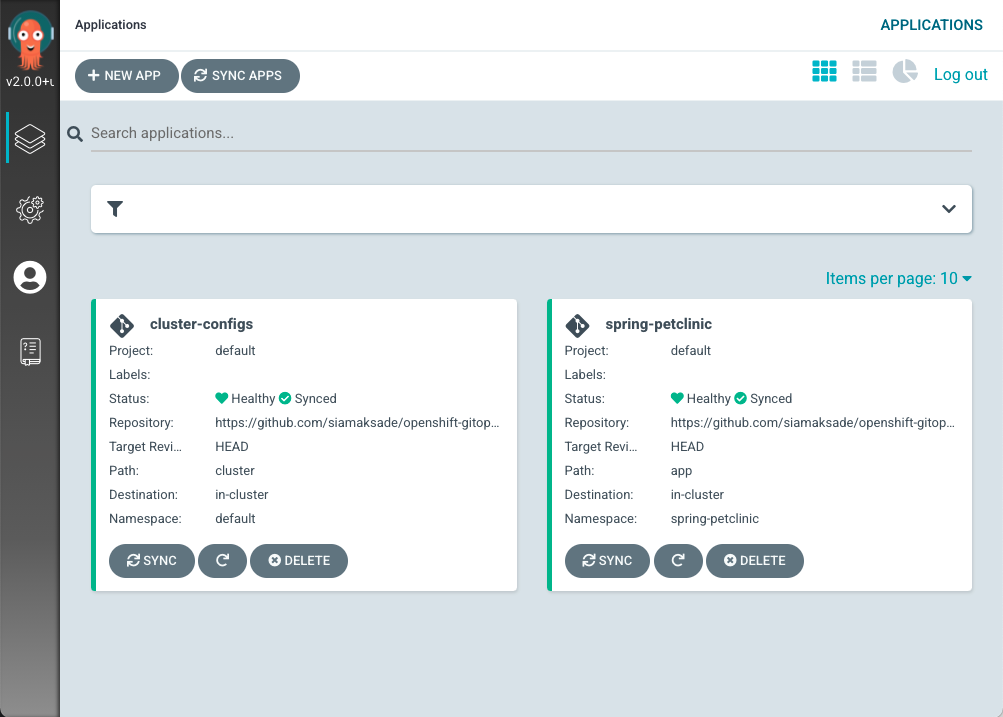 Applications
APPLICATIONS
v2.0.0+u
NEW APP
SYNC APPS
Log out
Search applications...
Items per page: 10
cluster-configs
Project: default
Labels:
Status: Healthy Synced
Repository: https://github.com/siamaksade/openshift-gitop...
Target Revi... HEAD
Path: cluster
Destination: in-cluster
Namespace: default
SYNC
DELETE
spring-petclinic
Project: default
Labels:
Status: Healthy Synced
Repository: https://github.com/siamaksade/openshift-gitop...
Target Revi... HEAD
Path: app
Destination: in-cluster
Namespace: spring-petclinic
SYNC
DELETE